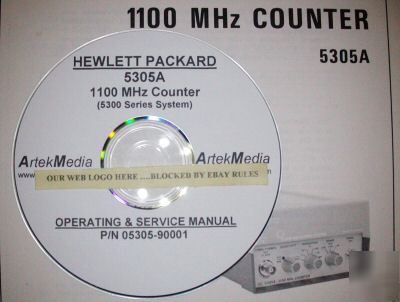 1100 MHz COUNTER
5305A
HEWLETT PACKARD
5305A
1100 MHz Counter
(5300 Series System)
ArtekMedia ArtekMedia
www. m
OUR WEB LOGO HERE ....BLOCKED BY EBAY RULES
OPERATING & SERVICE MANUAL
P/N 05305-90001